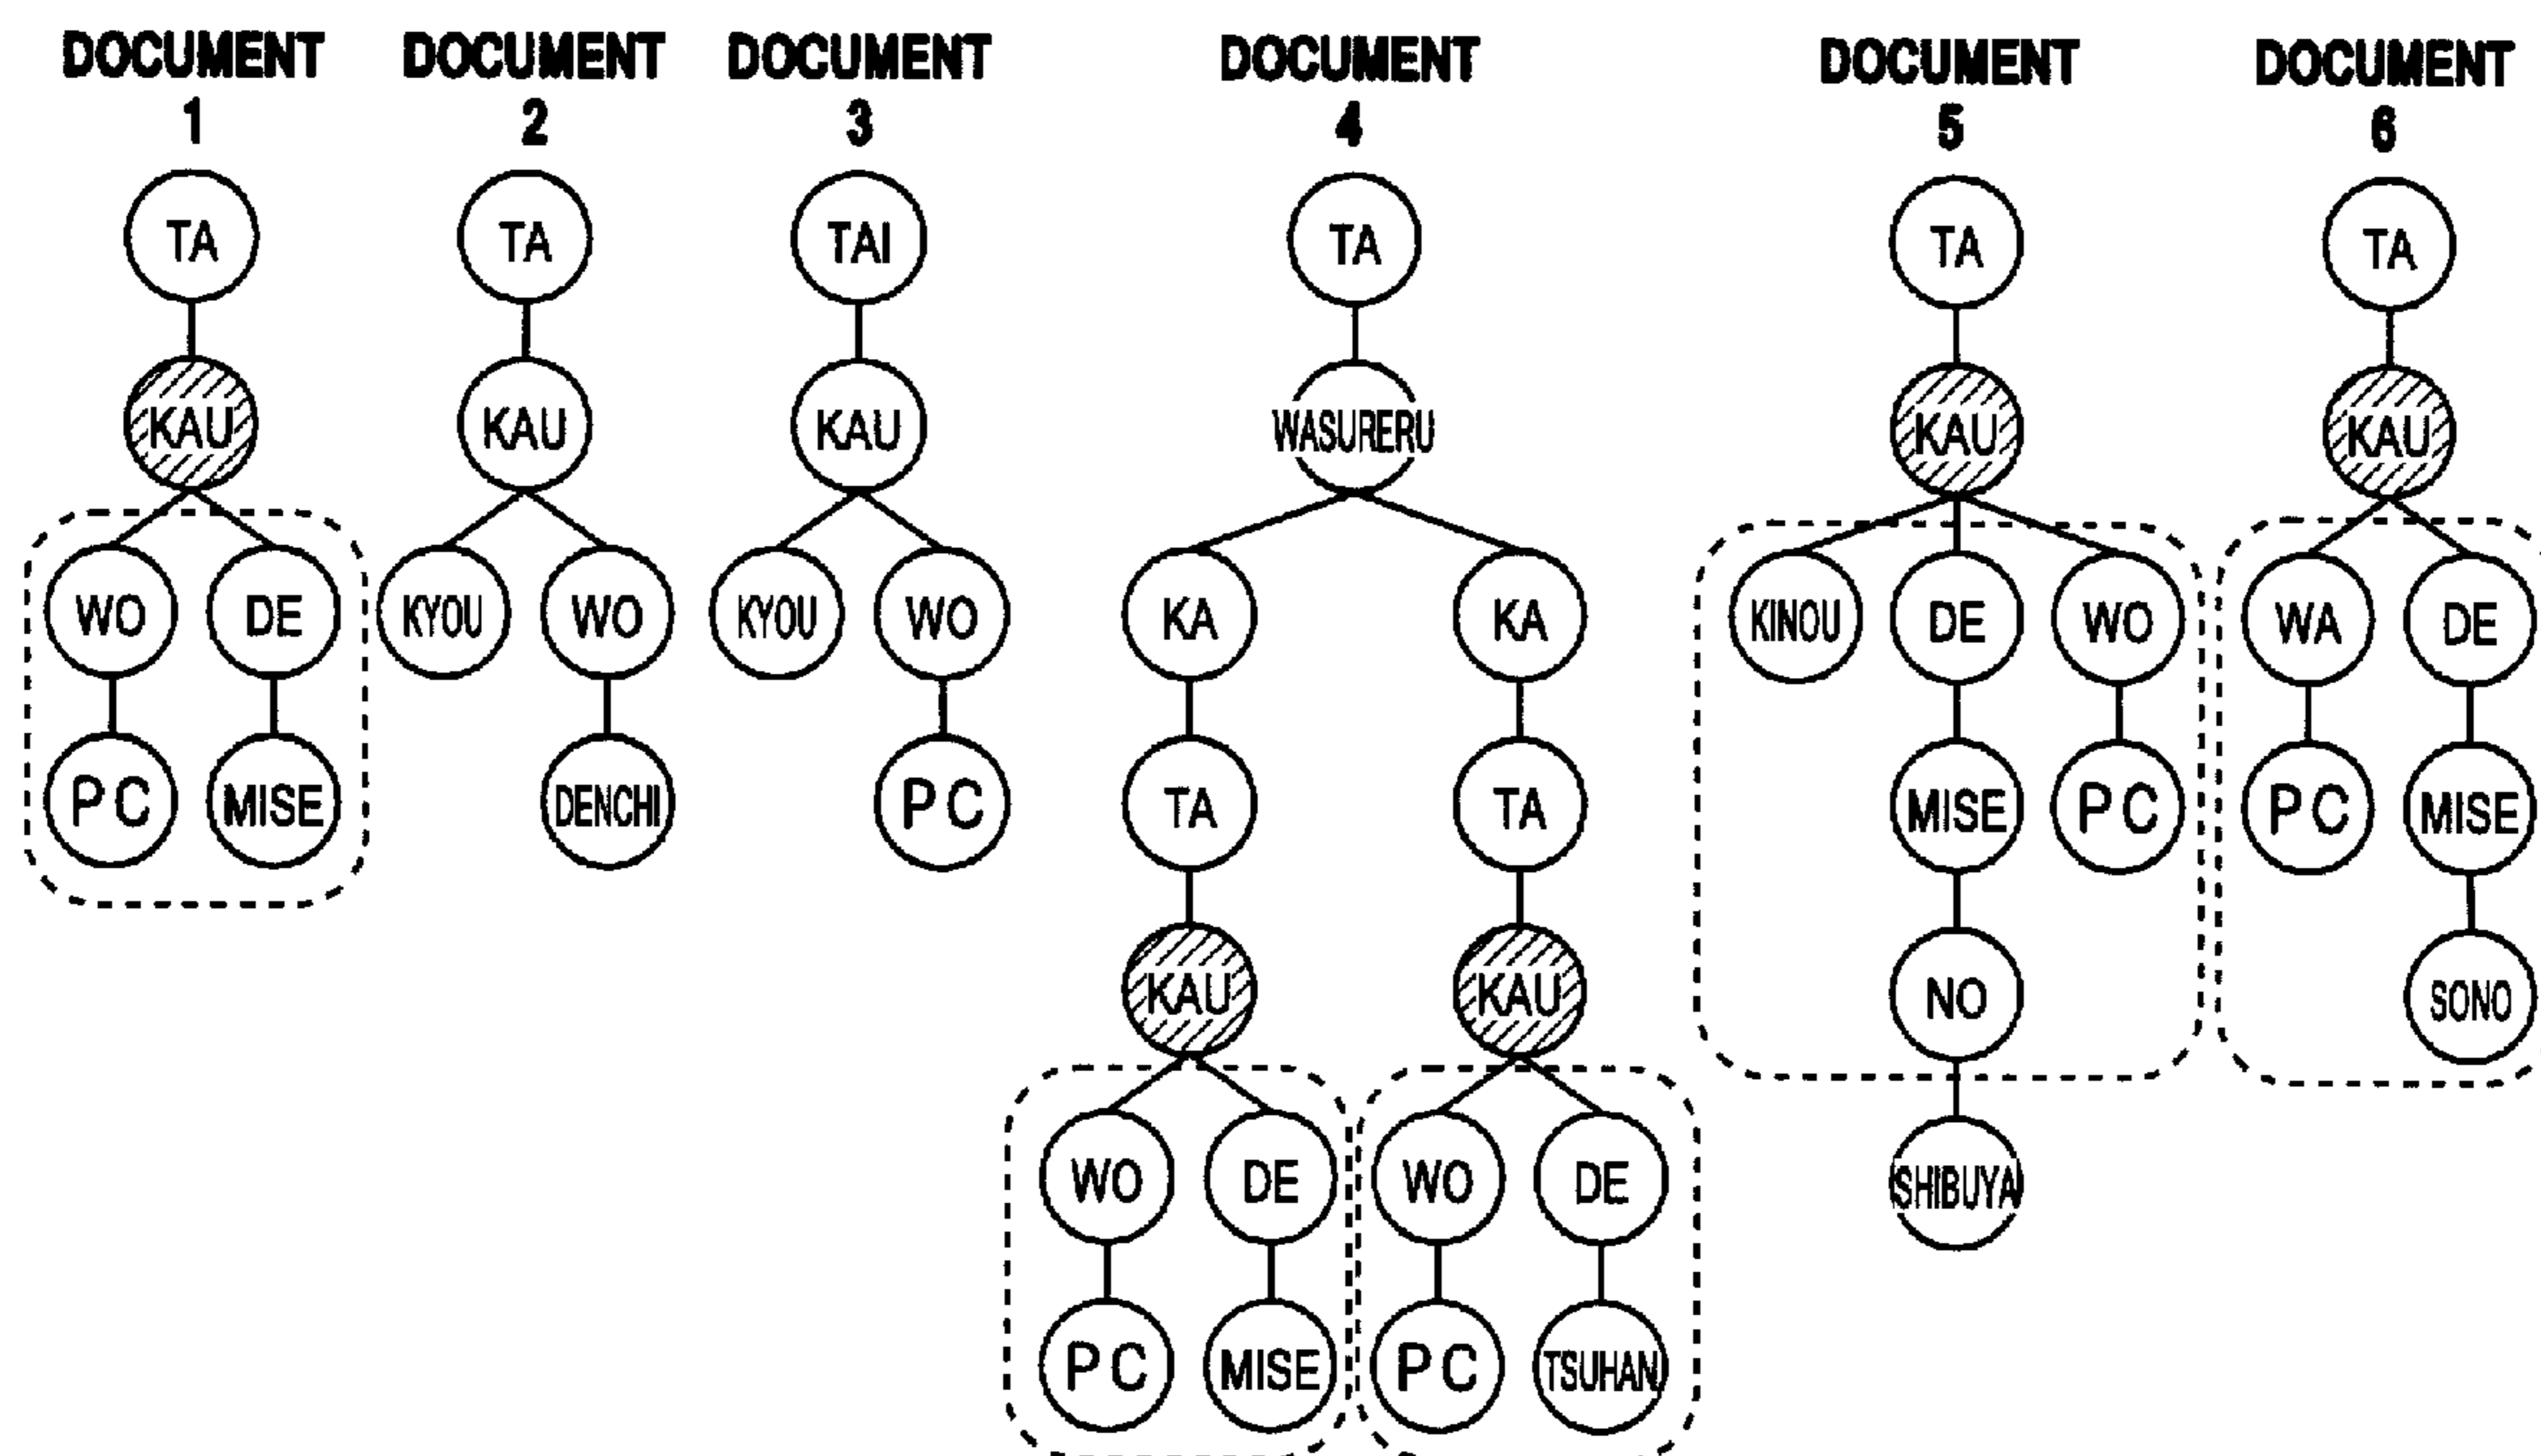 DOCUMENT DOCUMENT DOCUMENT DOCUMENT DOCUMENT DOCUMENT
1 2 3 4 5 6
TA TA TAI TA TA TA
KAU KAU KAU WASURERU KAU KAU
WO DE KYOU WO KYOU WO KA KA KINOU DE WO WA DE
PC MISE DENCHI PC TA TA MISE PC PC MISE
KAU KAU NO SONO
WO DE WO DE SHIBUYA
PC MISE PC TSUHAN